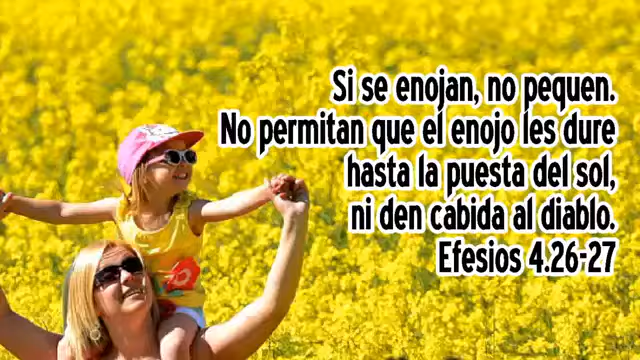 Si se enojan, no pequen.
No permitan que el enojo les dure
hasta la puesta del sol,
ni den cabida al diablo.
Efesios 4.26-27